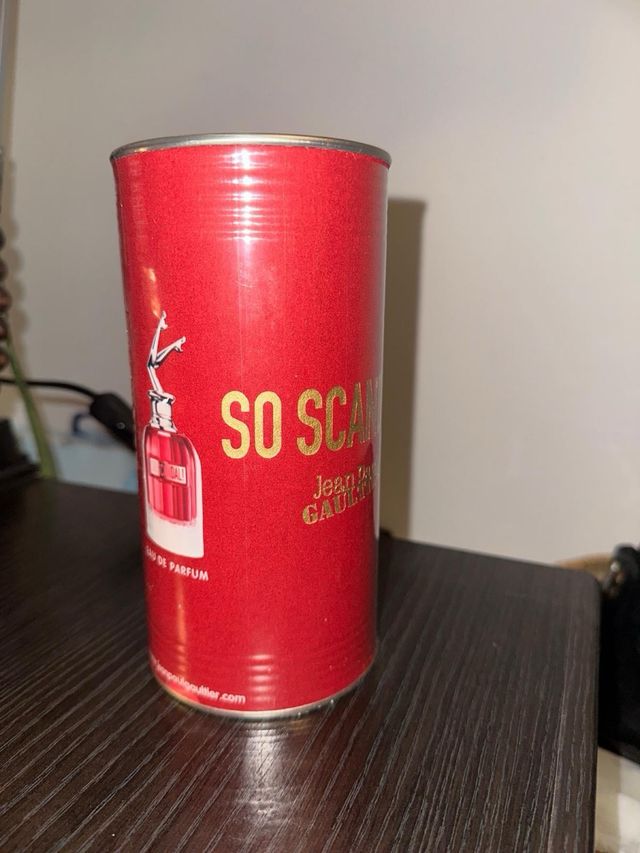 SO SCAN
Jean Pa
GAULT
EAU DE PARFUM
jeanpaulgaultier.com